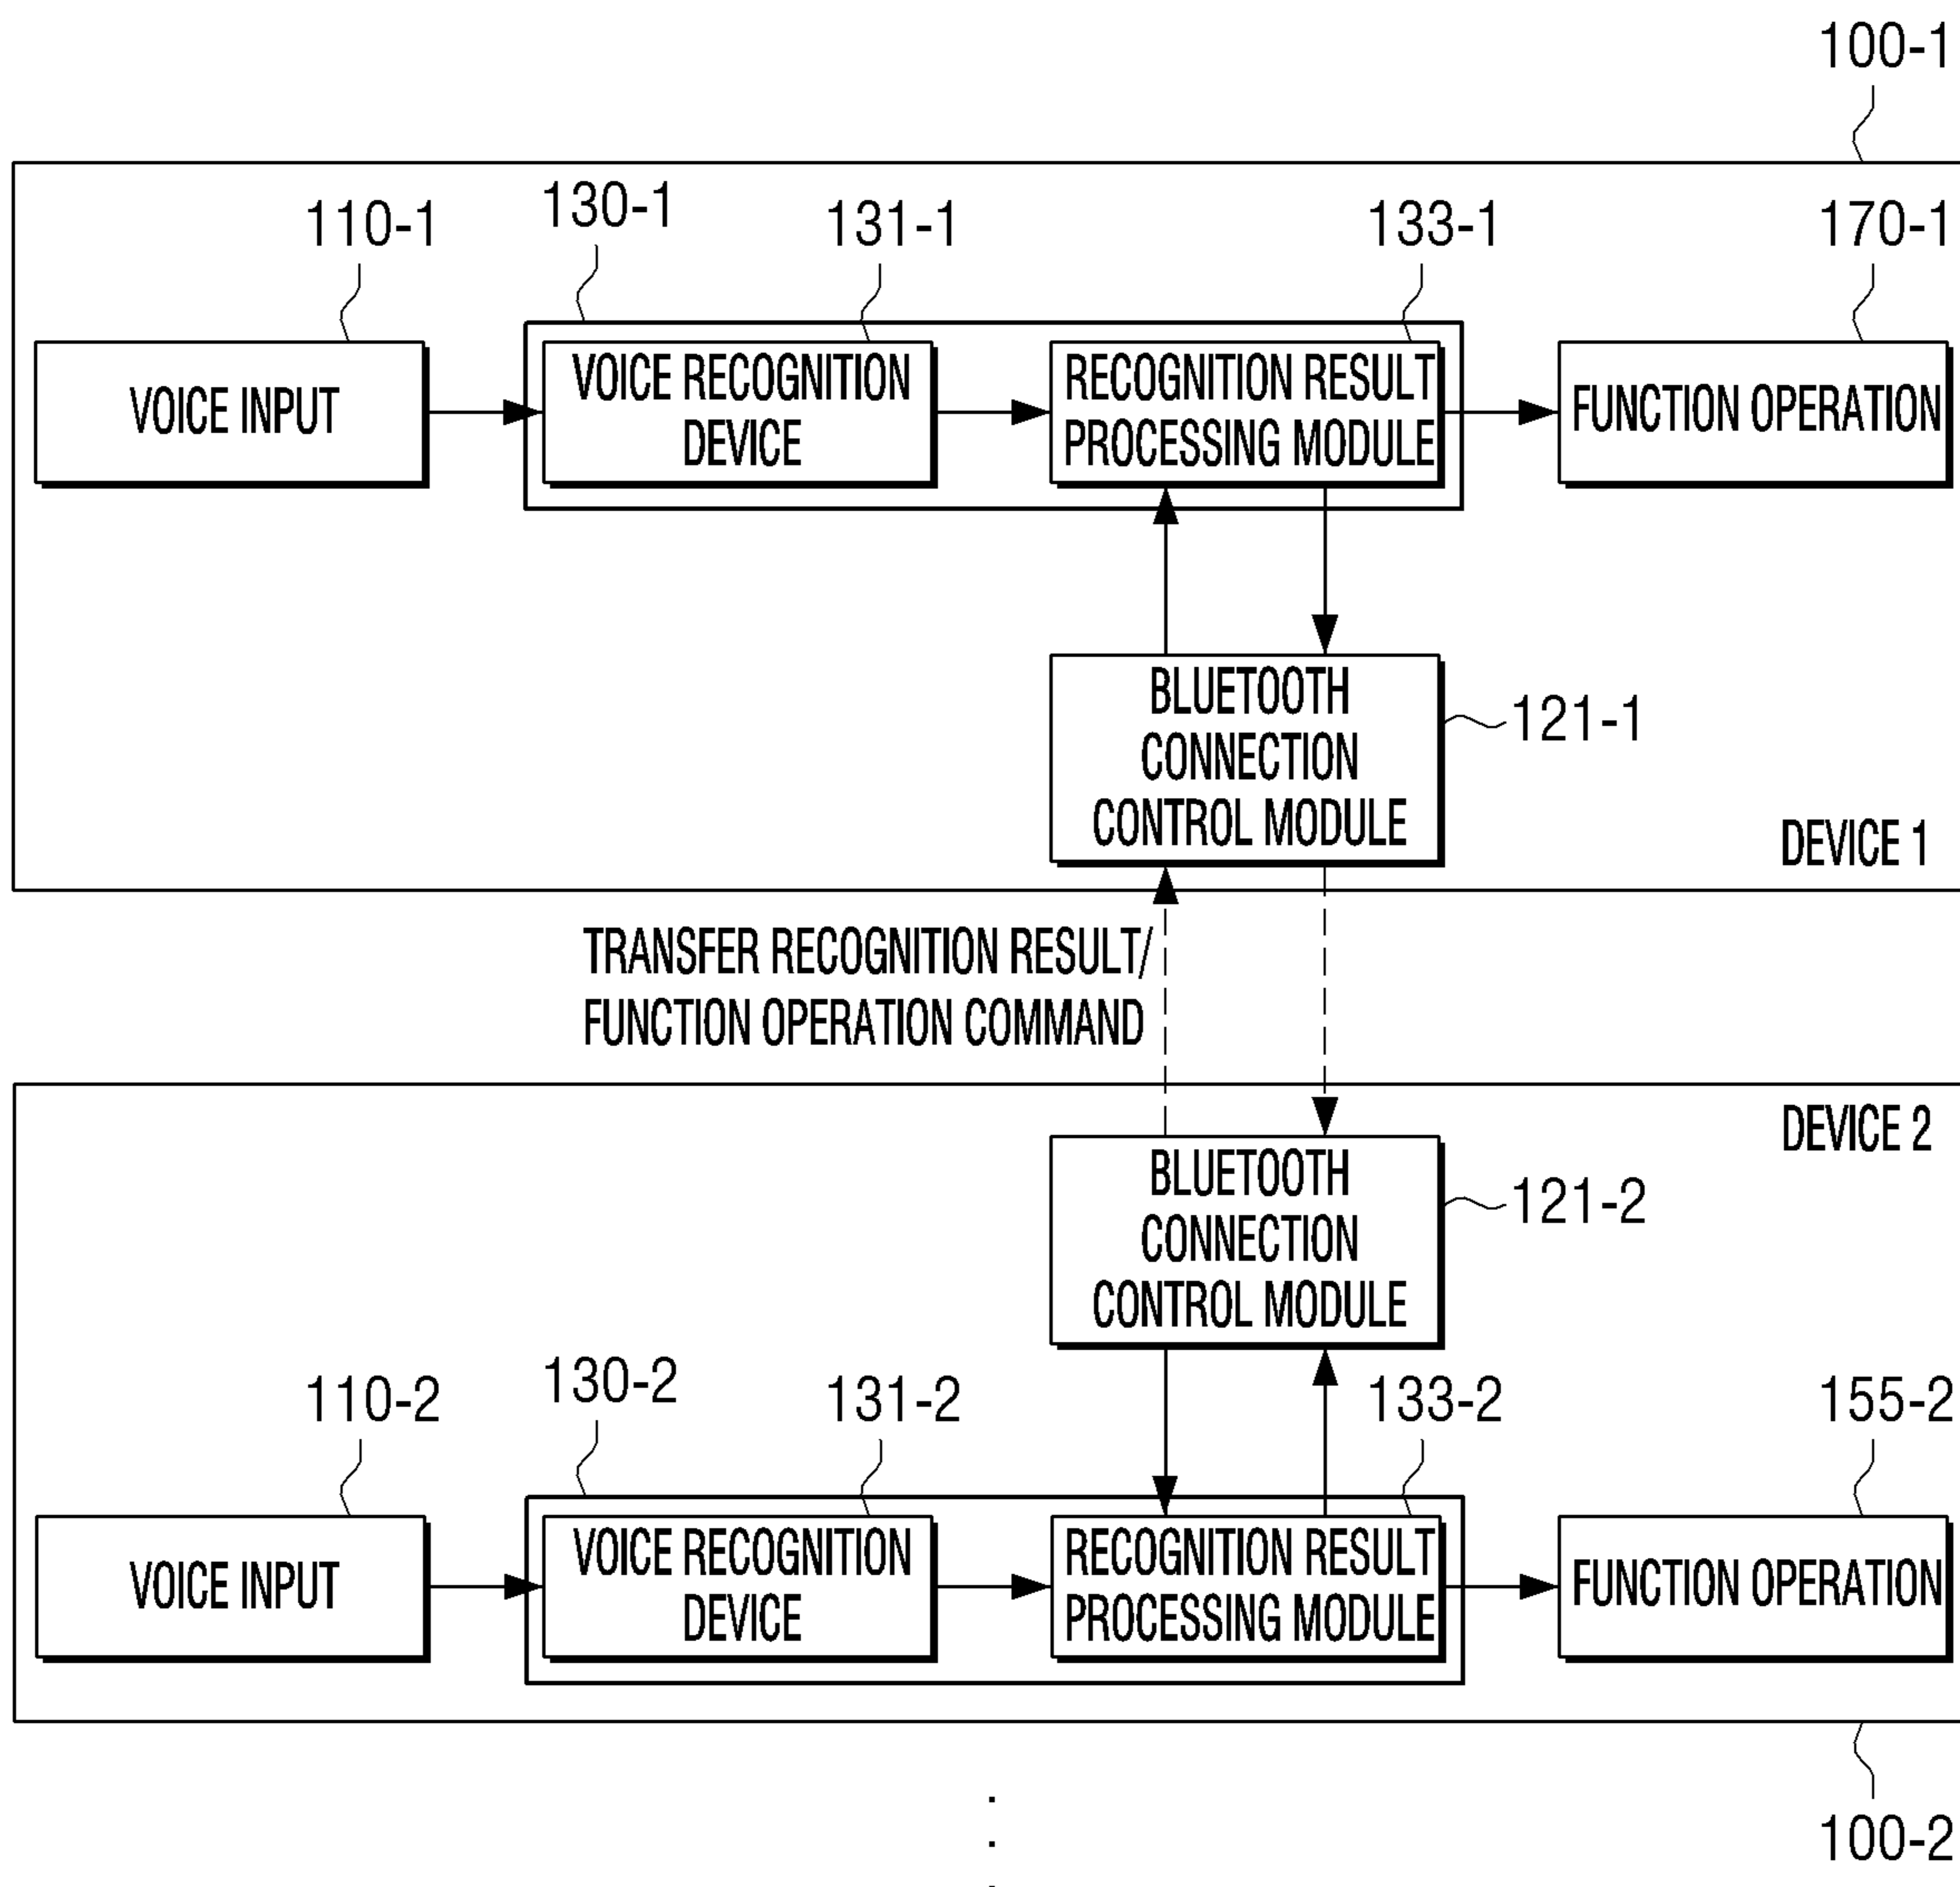 100-1
110-1
130-1
131-1
133-1
170-1
VOICE INPUT
VOICE RECOGNITION
DEVICE
RECOGNITION RESULT
PROCESSING MODULE
FUNCTION OPERATION
BLUETOOTH
CONNECTION
CONTROL MODULE
121-1
DEVICE 1
TRANSFER RECOGNITION RESULT/
FUNCTION OPERATION COMMAND
DEVICE 2
BLUETOOTH
CONNECTION
CONTROL MODULE
121-2
110-2
130-2
131-2
133-2
155-2
VOICE INPUT
VOICE RECOGNITION
DEVICE
RECOGNITION RESULT
PROCESSING MODULE
FUNCTION OPERATION
100-2